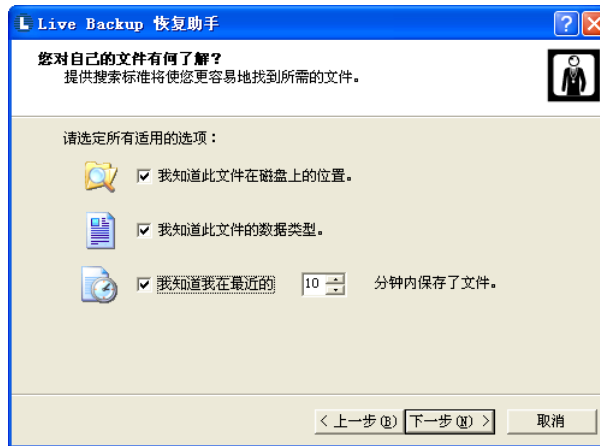 Live Backup 恢复助手
您对自己的文件有何了解？
提供搜索标准将使您更容易地找到所需的文件。
请选定所有适用的选项：
我知道此文件在磁盘上的位置。
我知道此文件的数据类型。
我知道我在最近的 10 分钟内保存了文件。
< 上一步(B) 下一步(N) > 取消